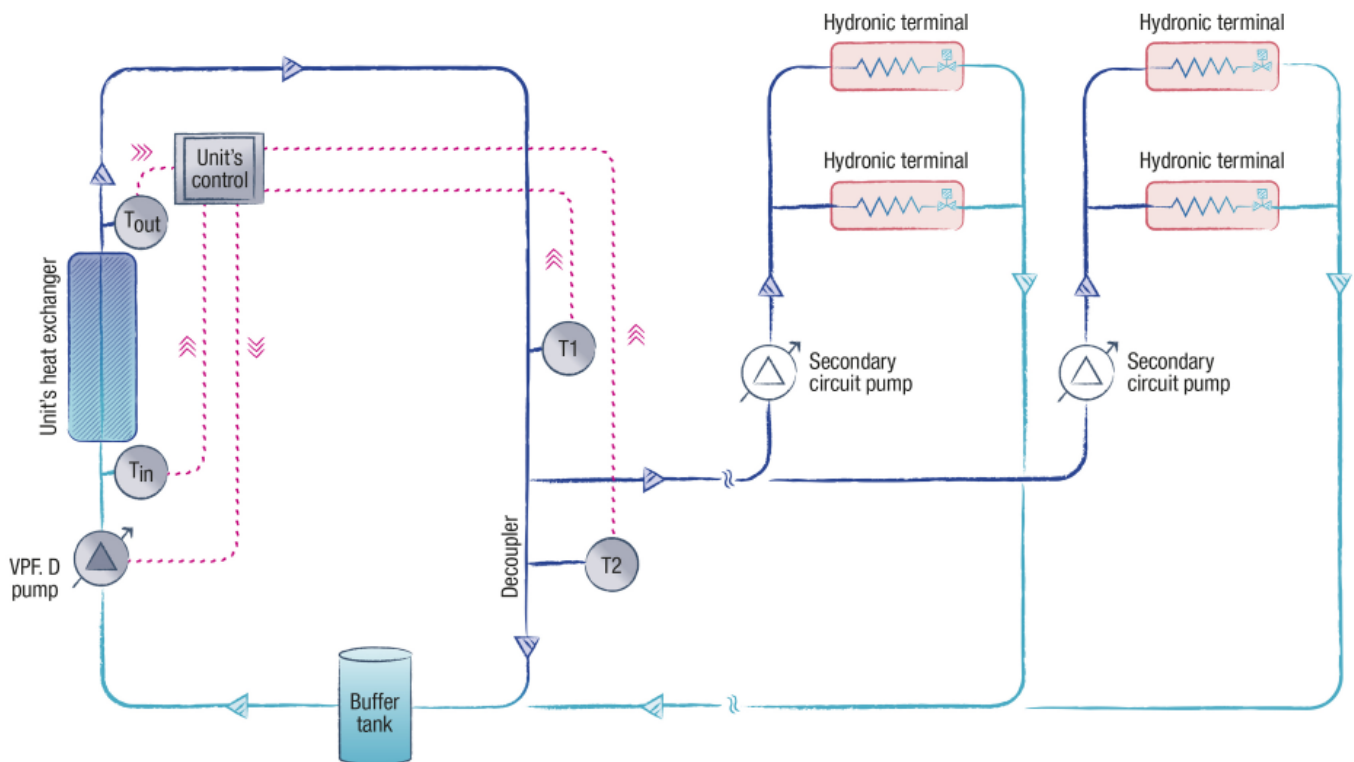 Hydronic terminal
Hydronic terminal
Unit's
control
Hydronic terminal
Hydronic terminal
Tout
Unit's heat exchanger
T1
Secondary
circuit pump
Secondary
circuit pump
Tin
Decoupler
VPF. D
pump
T2
Buffer
tank